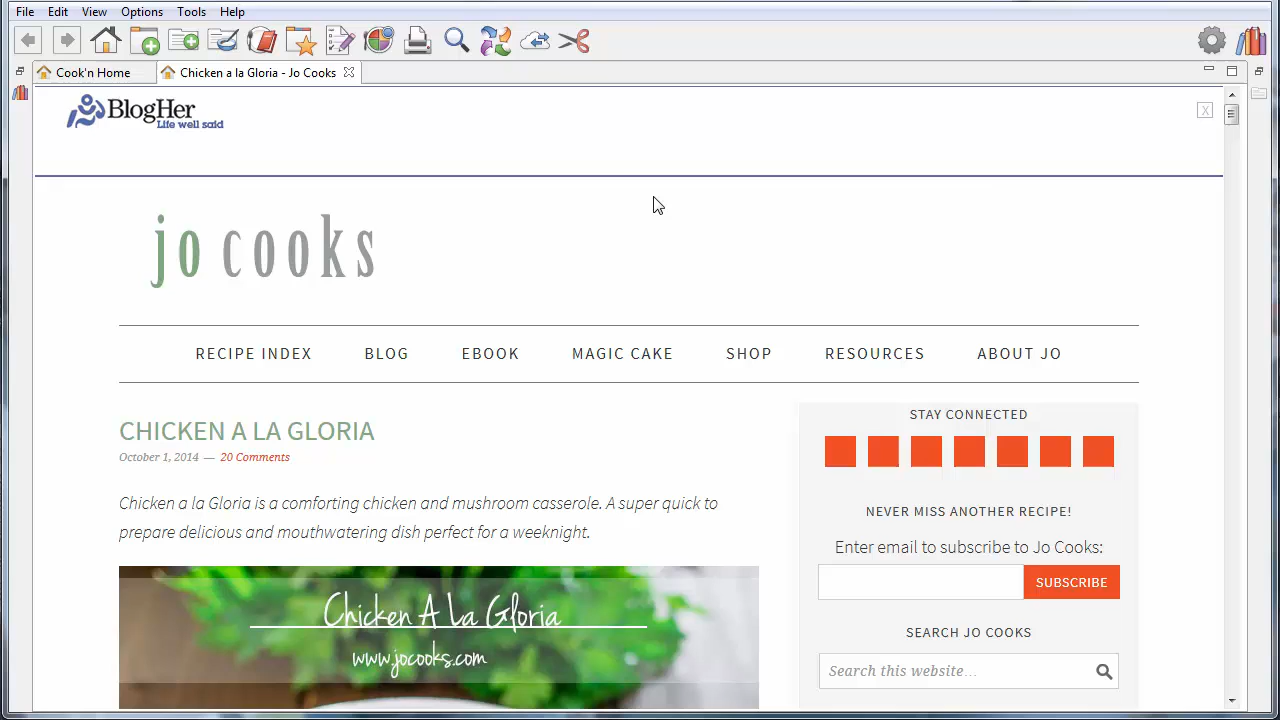 File Edit View Options Tools Help
Cook'n Home
Chicken a la Gloria - Jo Cooks
BlogHer
Life well said
X
jo cooks
RECIPE INDEX BLOG EBOOK MAGIC CAKE SHOP RESOURCES ABOUT JO
CHICKEN A LA GLORIA
October 1, 2014 — 20 Comments
Chicken a la Gloria is a comforting chicken and mushroom casserole. A super quick to
prepare delicious and mouthwatering dish perfect for a weeknight.
Chicken A La Gloria
www.jocooks.com
STAY CONNECTED
NEVER MISS ANOTHER RECIPE!
Enter email to subscribe to Jo Cooks:
SUBSCRIBE
SEARCH JO COOKS
Search this website...